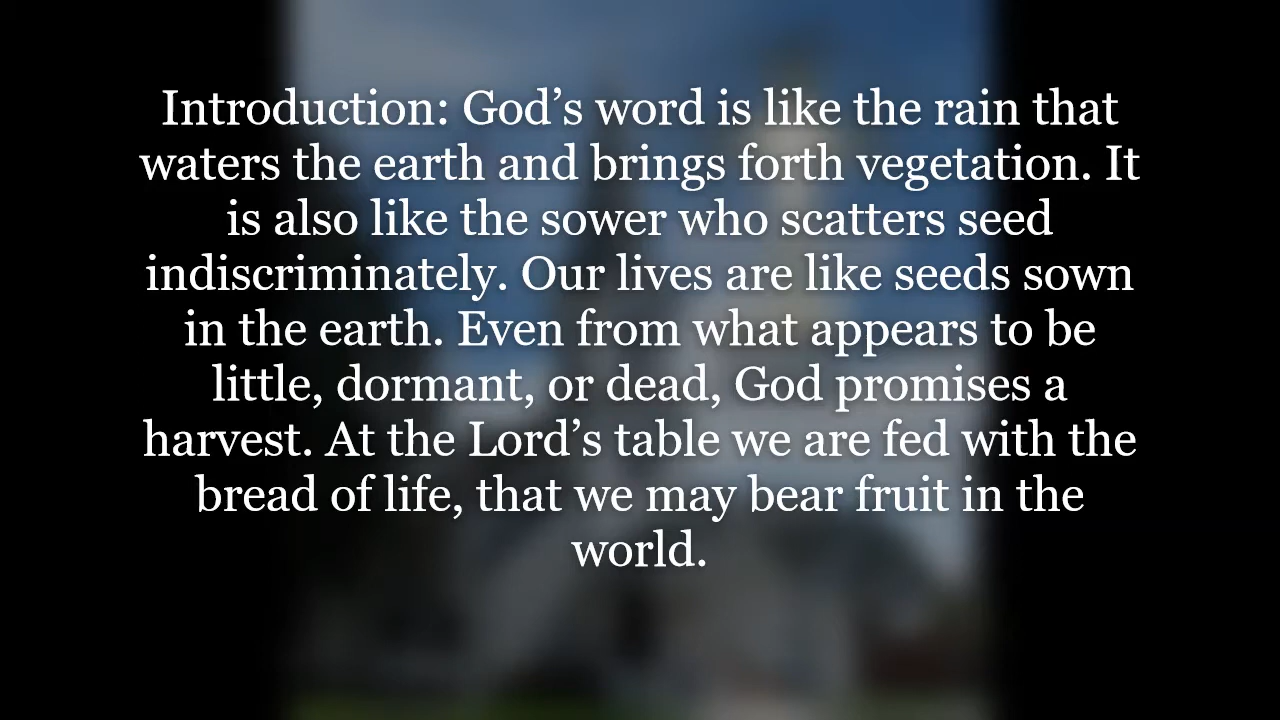 Introduction: God’s word is like the rain that
waters the earth and brings forth vegetation. It
is also like the sower who scatters seed
indiscriminately. Our lives are like seeds sown
in the earth. Even from what appears to be
little, dormant, or dead, God promises a
harvest. At the Lord’s table we are fed with the
bread of life, that we may bear fruit in the
world.